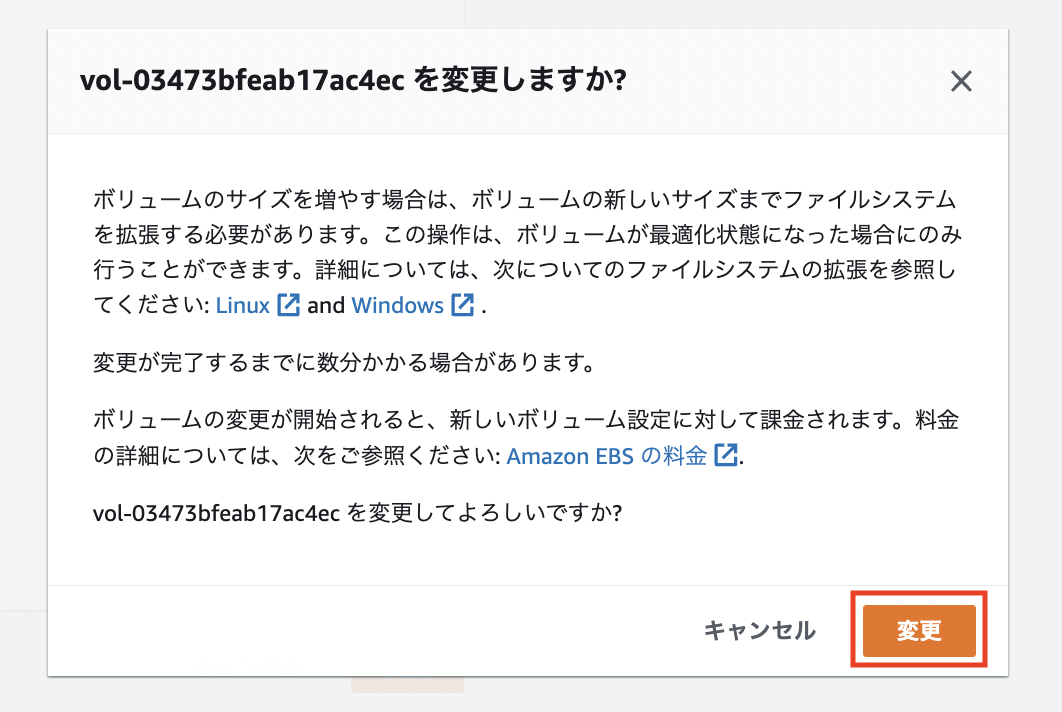 vol-03473bfeab17ac4ec を変更しますか?
ボリュームのサイズを増やす場合は、ボリュームの新しいサイズまでファイルシステム
を拡張する必要があります。この操作は、ボリュームが最適化状態になった場合にのみ
行うことができます。詳細については、次についてのファイルシステムの拡張を参照し
てください: Linux and Windows .
変更が完了するまでに数分かかる場合があります。
ボリュームの変更が開始されると、新しいボリューム設定に対して課金されます。料金
の詳細については、次をご参照ください: Amazon EBS の料金.
vol-03473bfeab17ac4ec を変更してよろしいですか?
キャンセル 変更